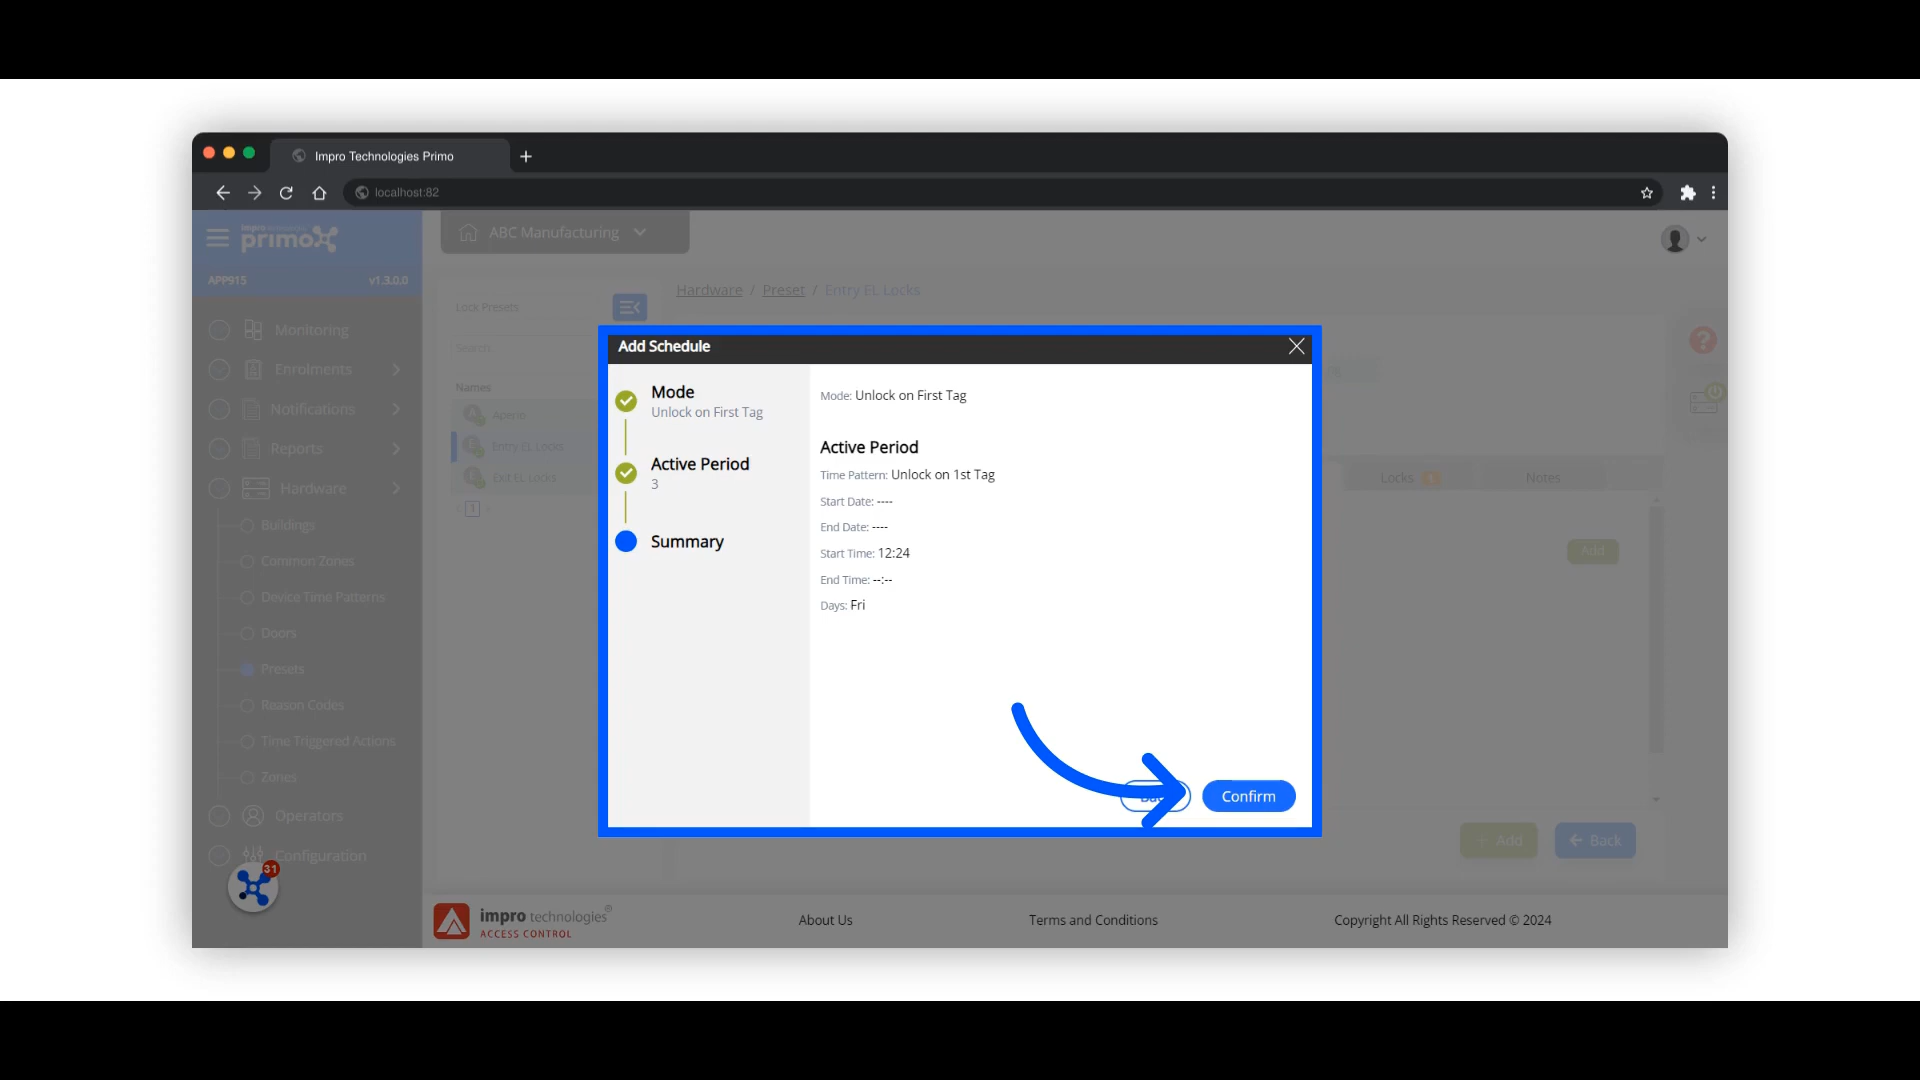 Impro Technologies Primo
localhost:82
impro technologies
primo
ABC Manufacturing
APP915
v1.3.0.0
Lock Presets
Hardware / Preset / Entry EL Locks
Monitoring
Search
Add Schedule
Enrolments
Names
Mode
Unlock on First Tag
Mode: Unlock on First Tag
Notifications
Entry EL Locks
Active Period
Reports
Active Period
3
Time Pattern: Unlock on 1st Tag
Exit EL Locks
Locks
Notes
Hardware
1
Start Date: ----
Buildings
End Date: ----
Summary
Start Time: 12:24
Add
Common Zones
End Time: --:--
Device Time Patterns
Days: Fri
Doors
Presets
Reason Codes
Time Triggered Actions
Zones
Confirm
Operators
Add
Back
Configuration
31
impro technologies
ACCESS CONTROL
About Us
Terms and Conditions
Copyright All Rights Reserved © 2024